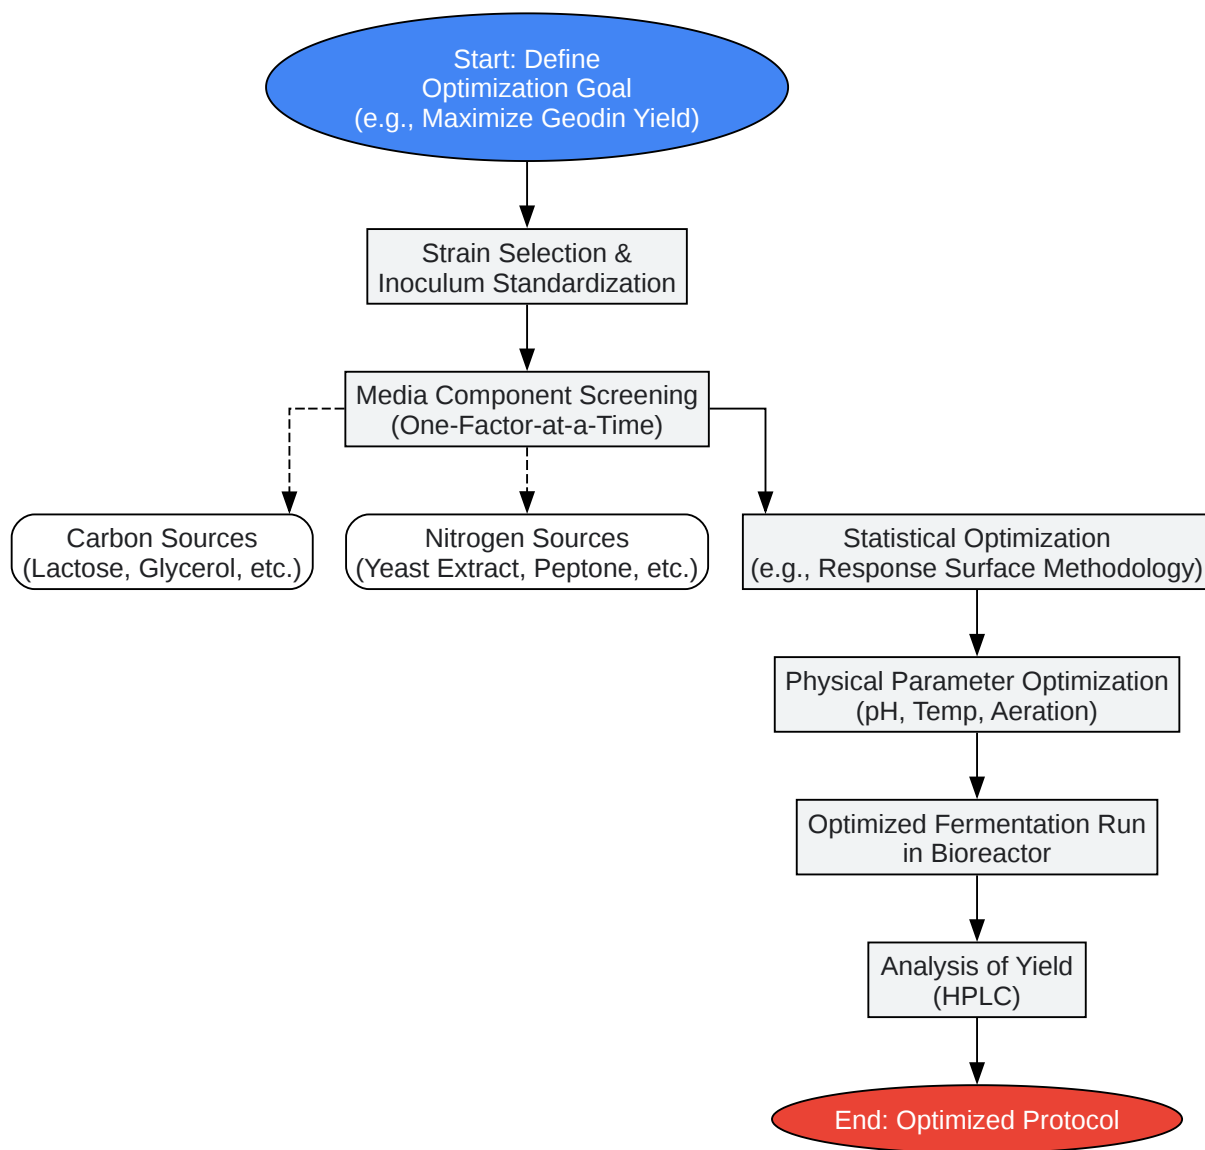 Start: Define
Optimization Goal
(e.g., Maximize Geodin Yield)
Strain Selection &
Inoculum Standardization
Media Component Screening
(One-Factor-at-a-Time)
Carbon Sources
(Lactose, Glycerol, etc.)
Nitrogen Sources
(Yeast Extract, Peptone, etc.)
Statistical Optimization
(e.g., Response Surface Methodology)
Physical Parameter Optimization
(pH, Temp, Aeration)
Optimized Fermentation Run
in Bioreactor
Analysis of Yield
(HPLC)
End: Optimized Protocol